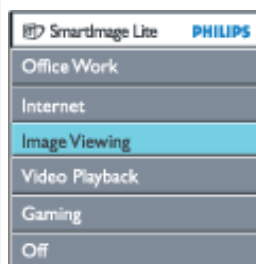 SmartImage Lite PHILIPS
Office Work
Internet
Image Viewing
Video Playback
Gaming
Off